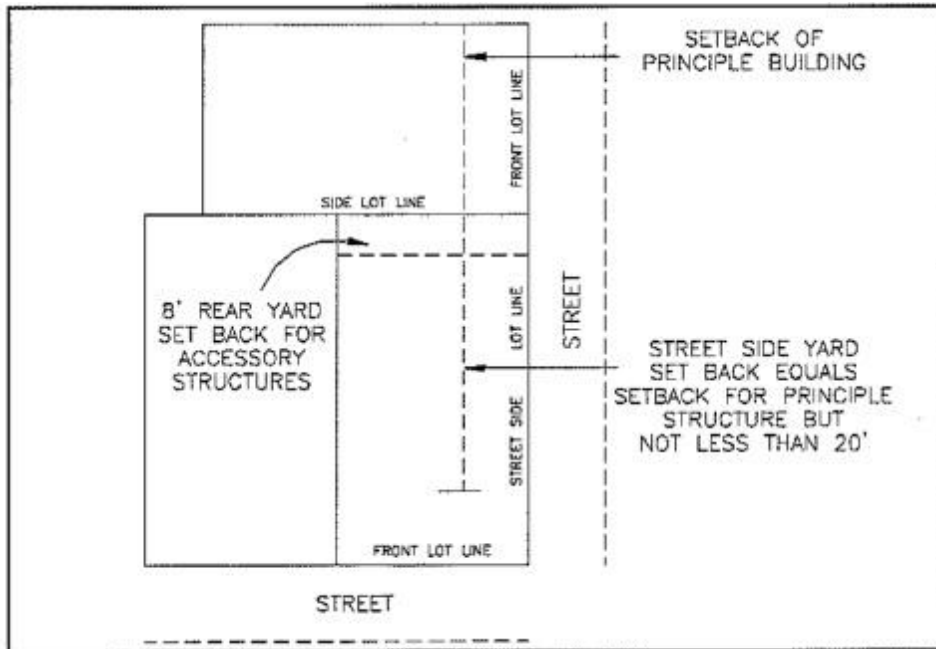 SETBACK OF
PRINCIPLE BUILDING
FRONT LOT LINE
SIDE LOT LINE
8' REAR YARD
SET BACK FOR
ACCESSORY
STRUCTURES
LOT LINE
STREET
STREET SIDE YARD
SET BACK EQUALS
SETBACK FOR PRINCIPLE
STRUCTURE BUT
NOT LESS THAN 20'
STREET SIDE
FRONT LOT LINE
STREET